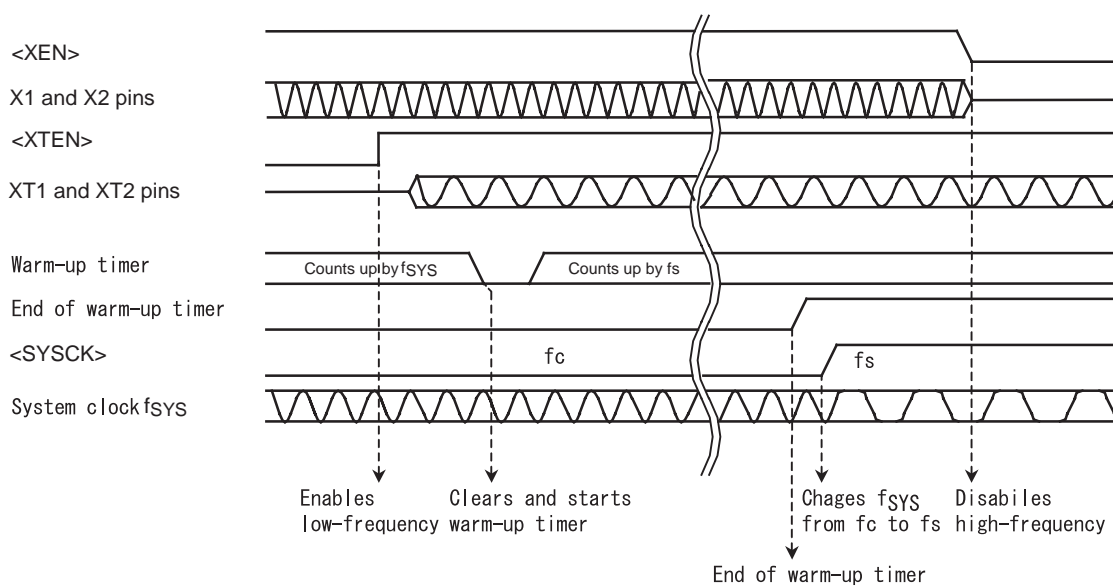 <XEN>
X1 and X2 pins
<XTEN>
XT1 and XT2 pins
Warm-up timer
Counts up by fSYS
Counts up by fs
End of warm-up timer
<SYSCK>
fc
fs
System clock fSYS
Enables
low-frequency
Clears and starts
warm-up timer
Chages fSYS
from fc to fs
Disabiles
high-frequency
End of warm-up timer